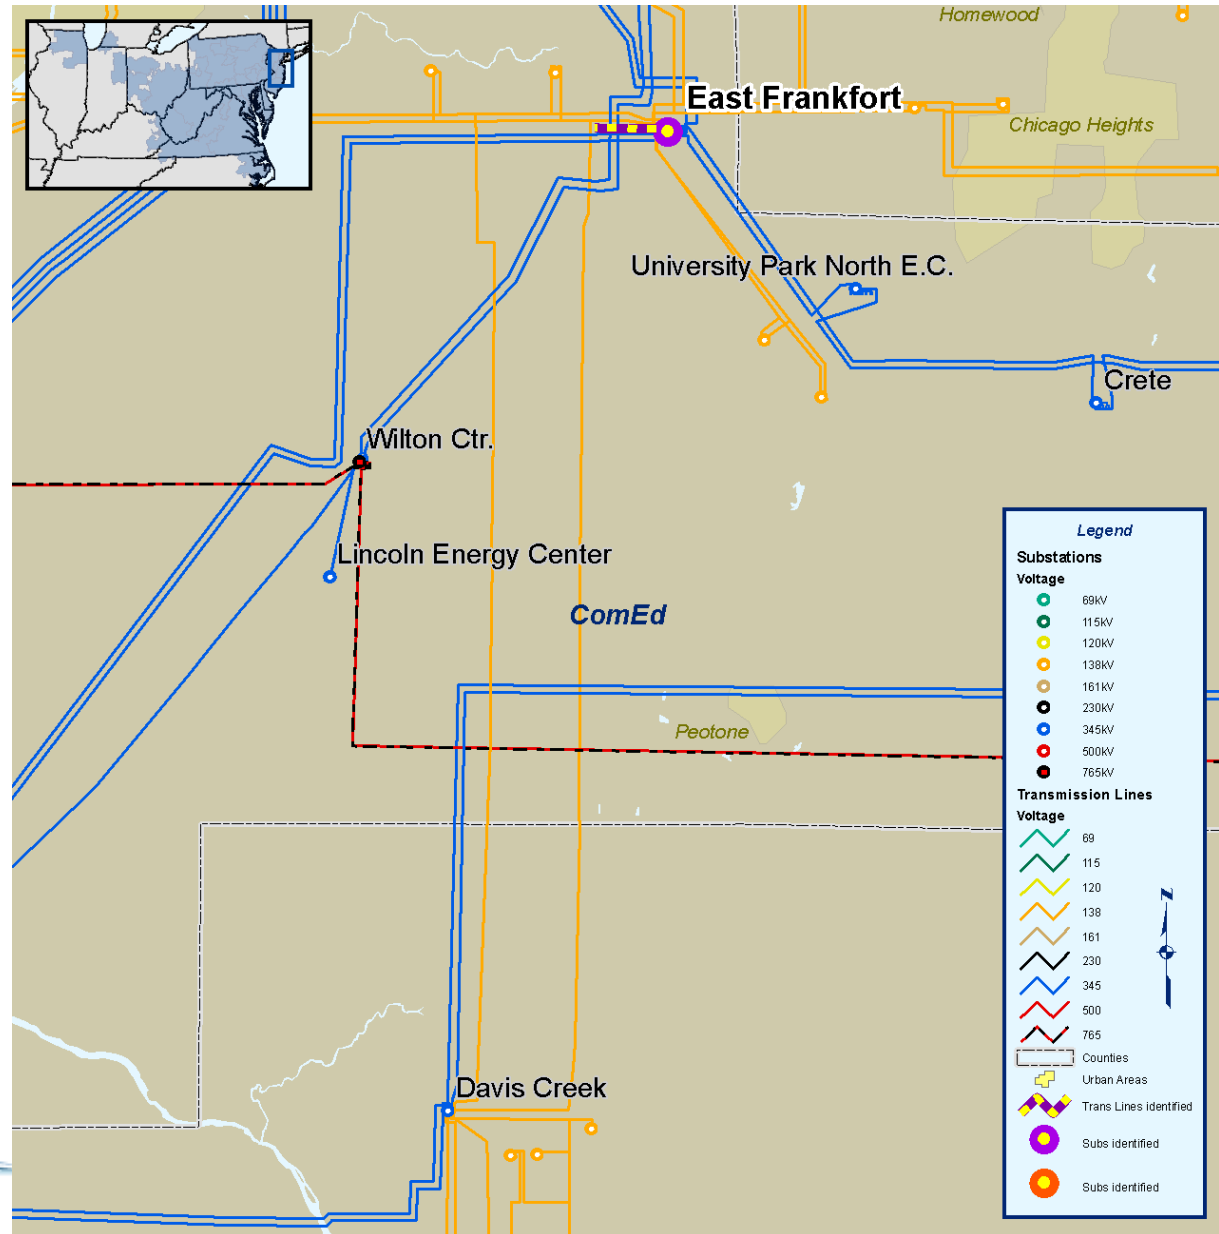 Homewood
East Frankfort
Chicago Heights
University Park North E.C.
Crete
Wilton Ctr.
Lincoln Energy Center
ComEd
Peotone
Davis Creek
Legend
Substations
Voltage
69kV
115kV
120kV
138kV
161kV
230kV
345kV
500kV
765kV
Transmission Lines
Voltage
69
115
120
138
161
230
345
500
765
Counties
Urban Areas
Trans Lines identified
Subs identified
Subs identified
N